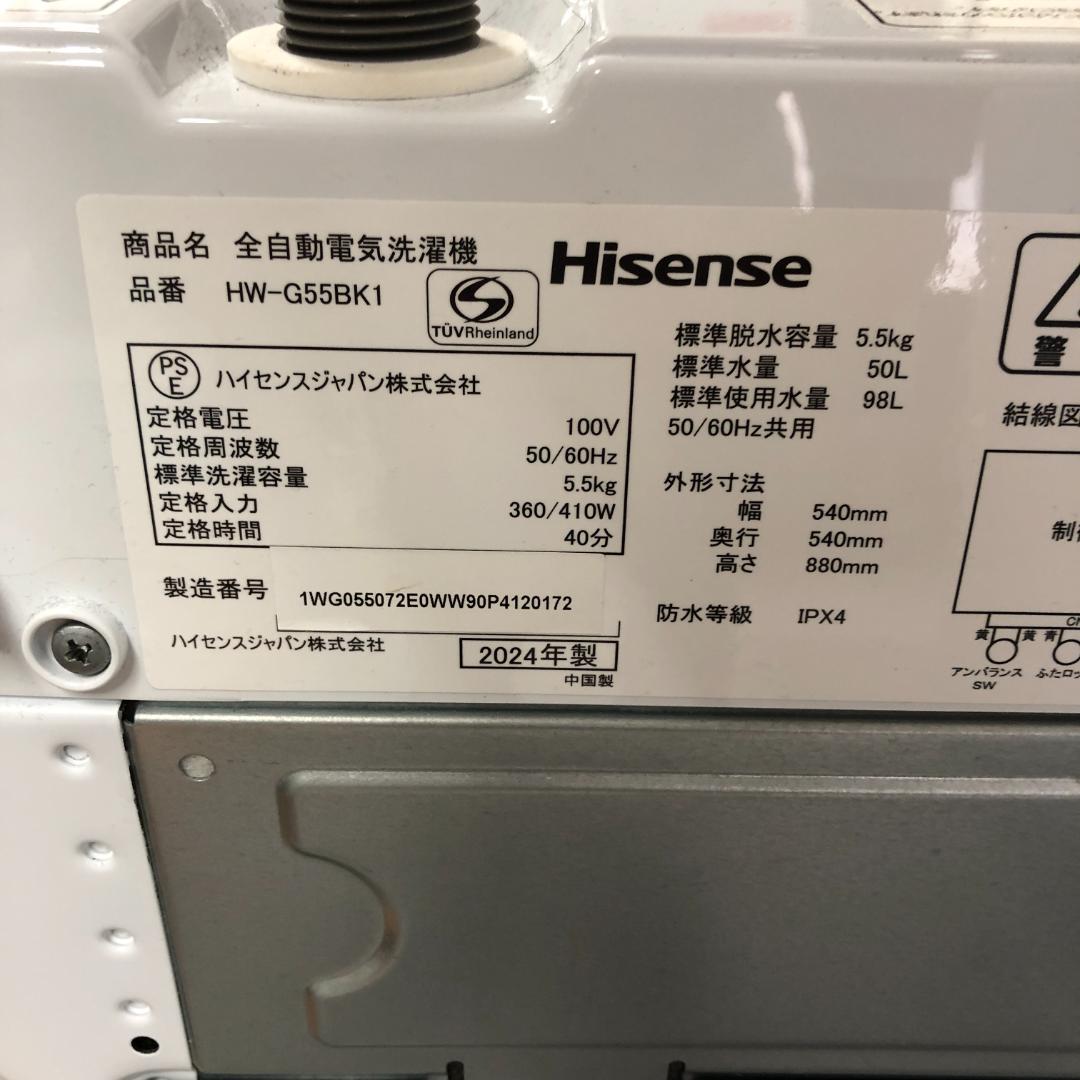 商品名 全自動電気洗濯機
品番 HW-G55BK1
TÜVRheinland
Hisense
PS
E
ハイセンスジャパン株式会社
定格電圧 100V
定格周波数 50/60Hz
標準洗濯容量 5.5kg
定格入力 360/410W
定格時間 40分
製造番号 1WG055072E0WW90P4120172
ハイセンスジャパン株式会社
2024年製
中国製
標準脱水容量 5.5kg
標準水量 50L
標準使用水量 98L
50/60Hz共用
外形寸法
幅 540mm
奥行 540mm
高さ 880mm
防水等級 IPX4
警
結線図
黄 黄 青
アンバランス
SW